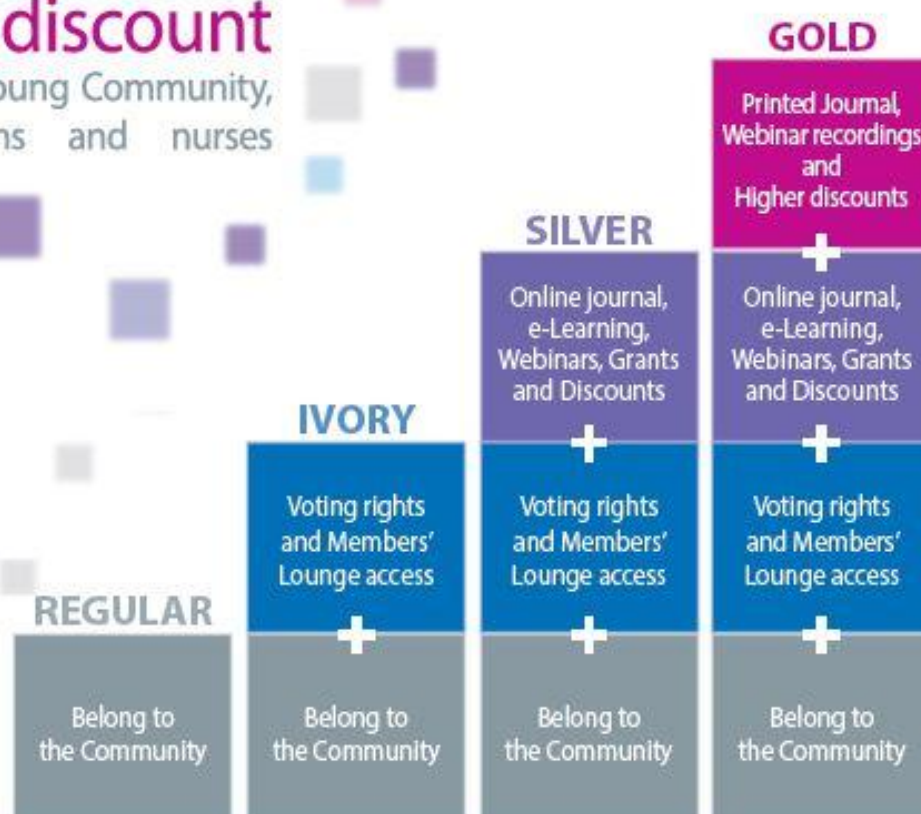 discount
oung Community,
ns and nurses
GOLD
Printed Journal,
Webinar recordings
and
Higher discounts
SILVER
Online journal,
e-Learning,
Webinars, Grants
and Discounts
Online journal,
e-Learning,
Webinars, Grants
and Discounts
IVORY
Voting rights
and Members’
Lounge access
Voting rights
and Members’
Lounge access
Voting rights
and Members’
Lounge access
REGULAR
Belong to
the Community
Belong to
the Community
Belong to
the Community
Belong to
the Community